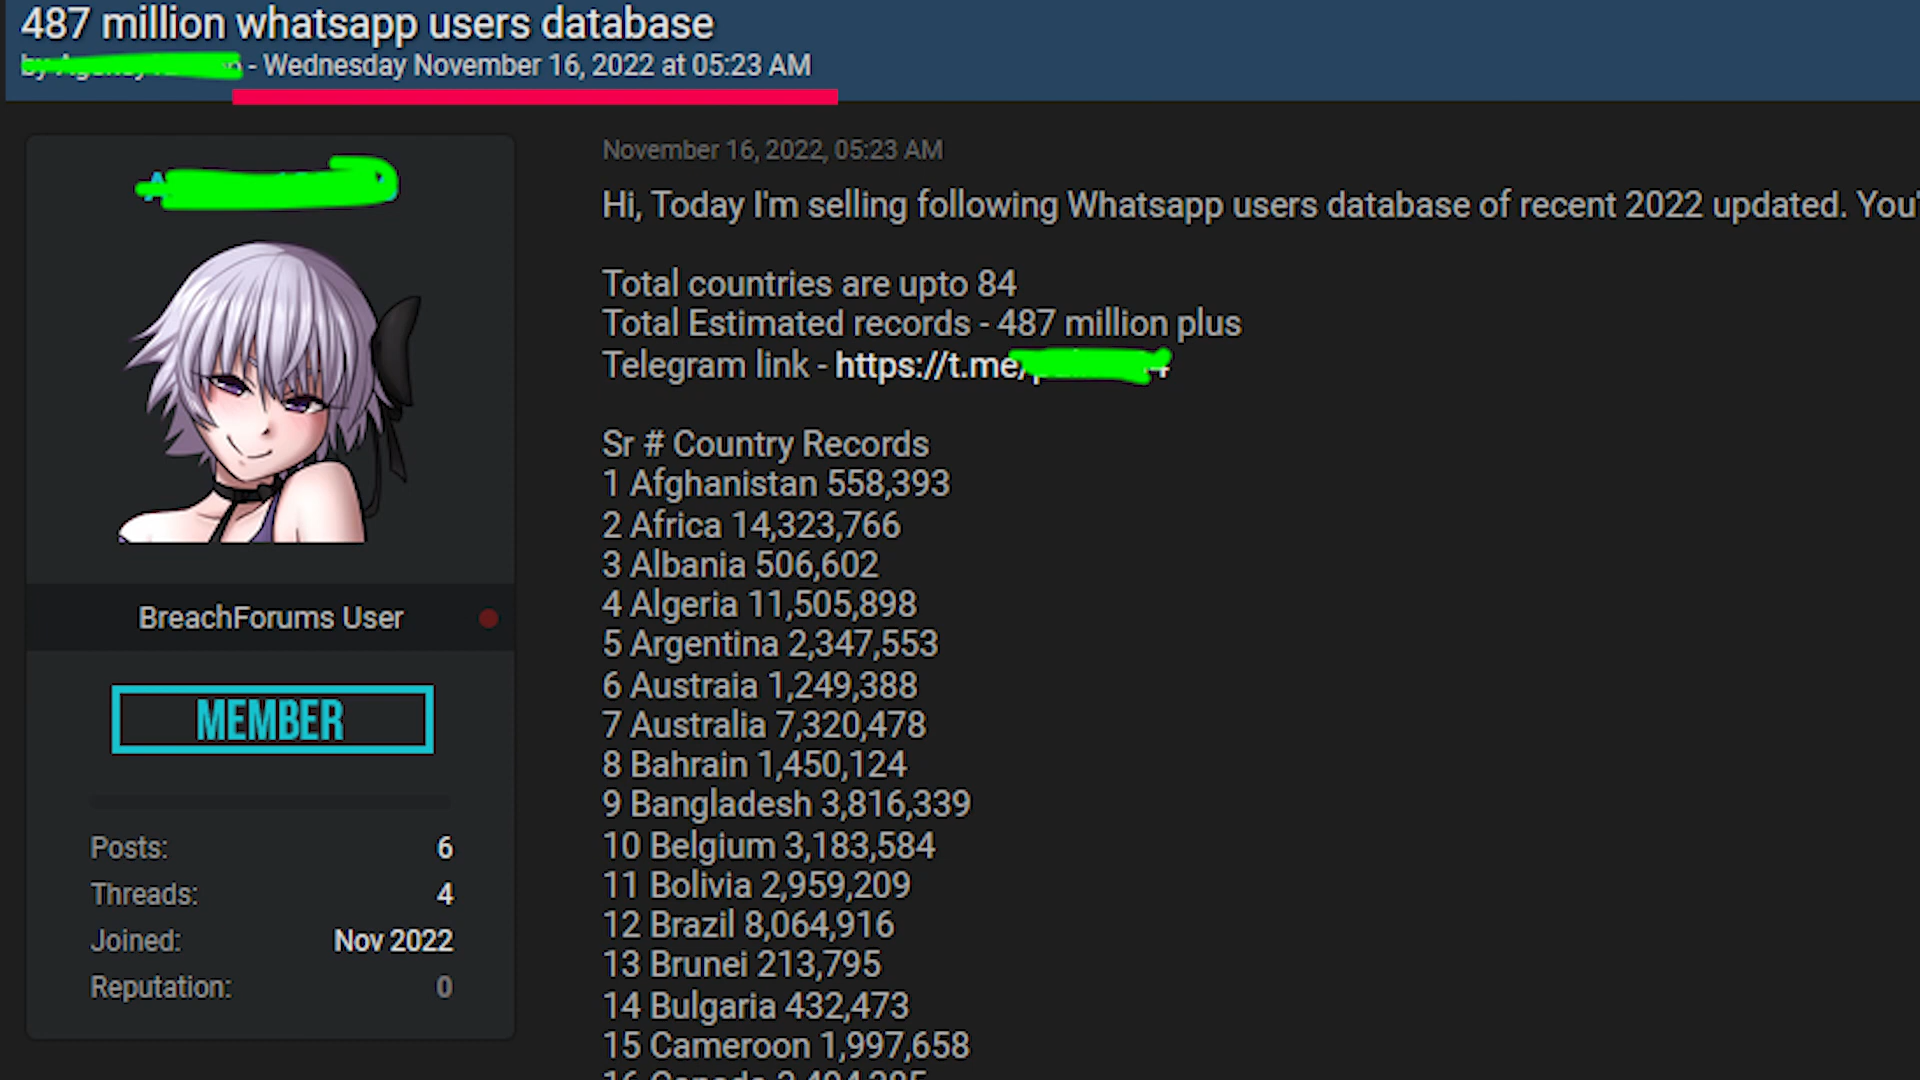 487 million whatsapp users database
by - Wednesday November 16, 2022 at 05:23 AM
BreachForums User
MEMBER
Posts: 6
Threads: 4
Joined: Nov 2022
Reputation: 0
November 16, 2022, 05:23 AM
Hi, Today I'm selling following Whatsapp users database of recent 2022 updated. You'
Total countries are upto 84
Total Estimated records - 487 million plus
Telegram link - https://t.me/
Sr # Country Records
1 Afghanistan 558,393
2 Africa 14,323,766
3 Albania 506,602
4 Algeria 11,505,898
5 Argentina 2,347,553
6 Austraia 1,249,388
7 Australia 7,320,478
8 Bahrain 1,450,124
9 Bangladesh 3,816,339
10 Belgium 3,183,584
11 Bolivia 2,959,209
12 Brazil 8,064,916
13 Brunei 213,795
14 Bulgaria 432,473
15 Cameroon 1,997,658